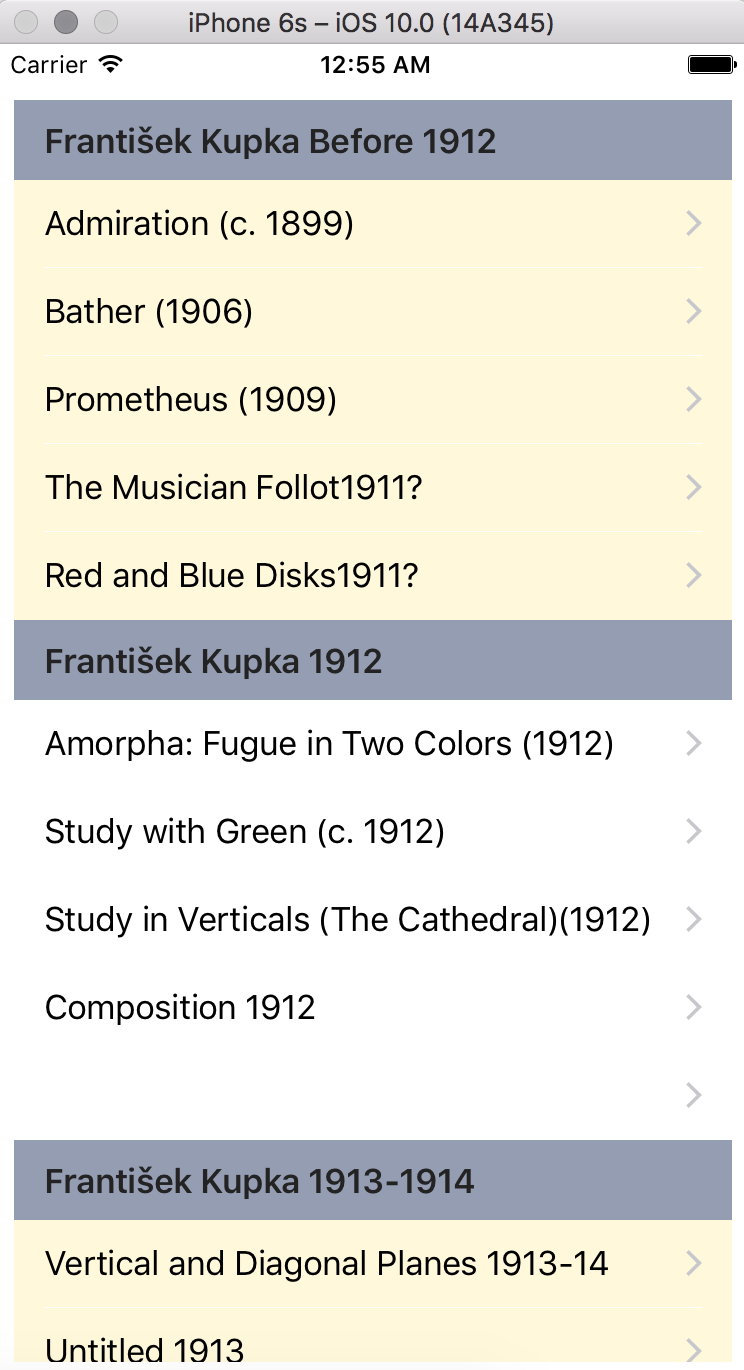 iPhone 6s – iOS 10.0 (14A345)
Carrier 12:55 AM
František Kupka Before 1912
Admiration (c. 1899)
Bather (1906)
Prometheus (1909)
The Musician Follot1911?
Red and Blue Disks1911?
František Kupka 1912
Amorpha: Fugue in Two Colors (1912)
Study with Green (c. 1912)
Study in Verticals (The Cathedral)(1912)
Composition 1912
František Kupka 1913-1914
Vertical and Diagonal Planes 1913-14
Untitled 1913